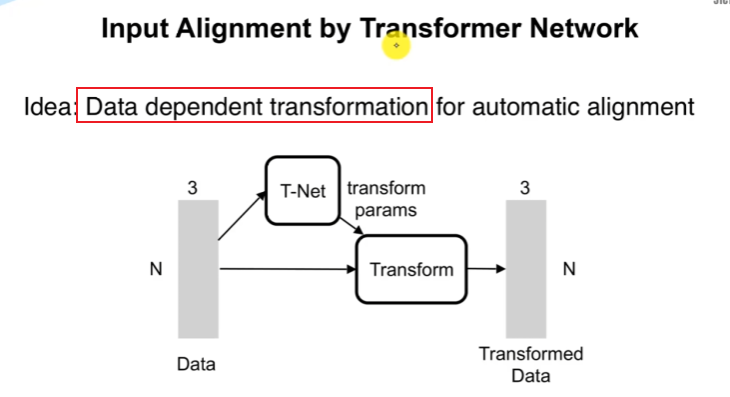 Input Alignment by Transformer Network
Idea: Data dependent transformation for automatic alignment
3
T-Net
transform
params
3
N
Transform
N
Data
Transformed
Data